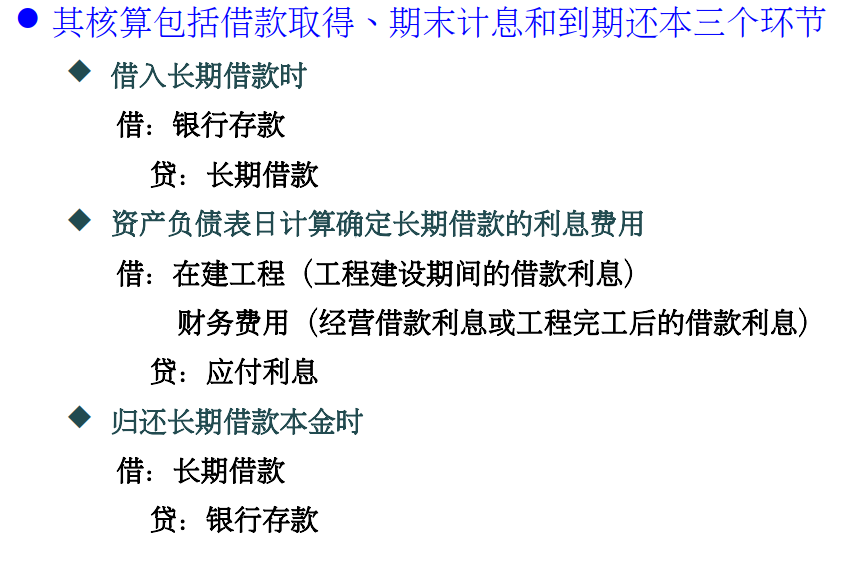 其核算包括借款取得、期末计息和到期还本三个环节
借入长期借款时
借：银行存款
贷：长期借款
资产负债表日计算确定长期借款的利息费用
借：在建工程（工程建设期间的借款利息）
财务费用（经营借款利息或工程完工后的借款利息）
贷：应付利息
归还长期借款本金时
借：长期借款
贷：银行存款